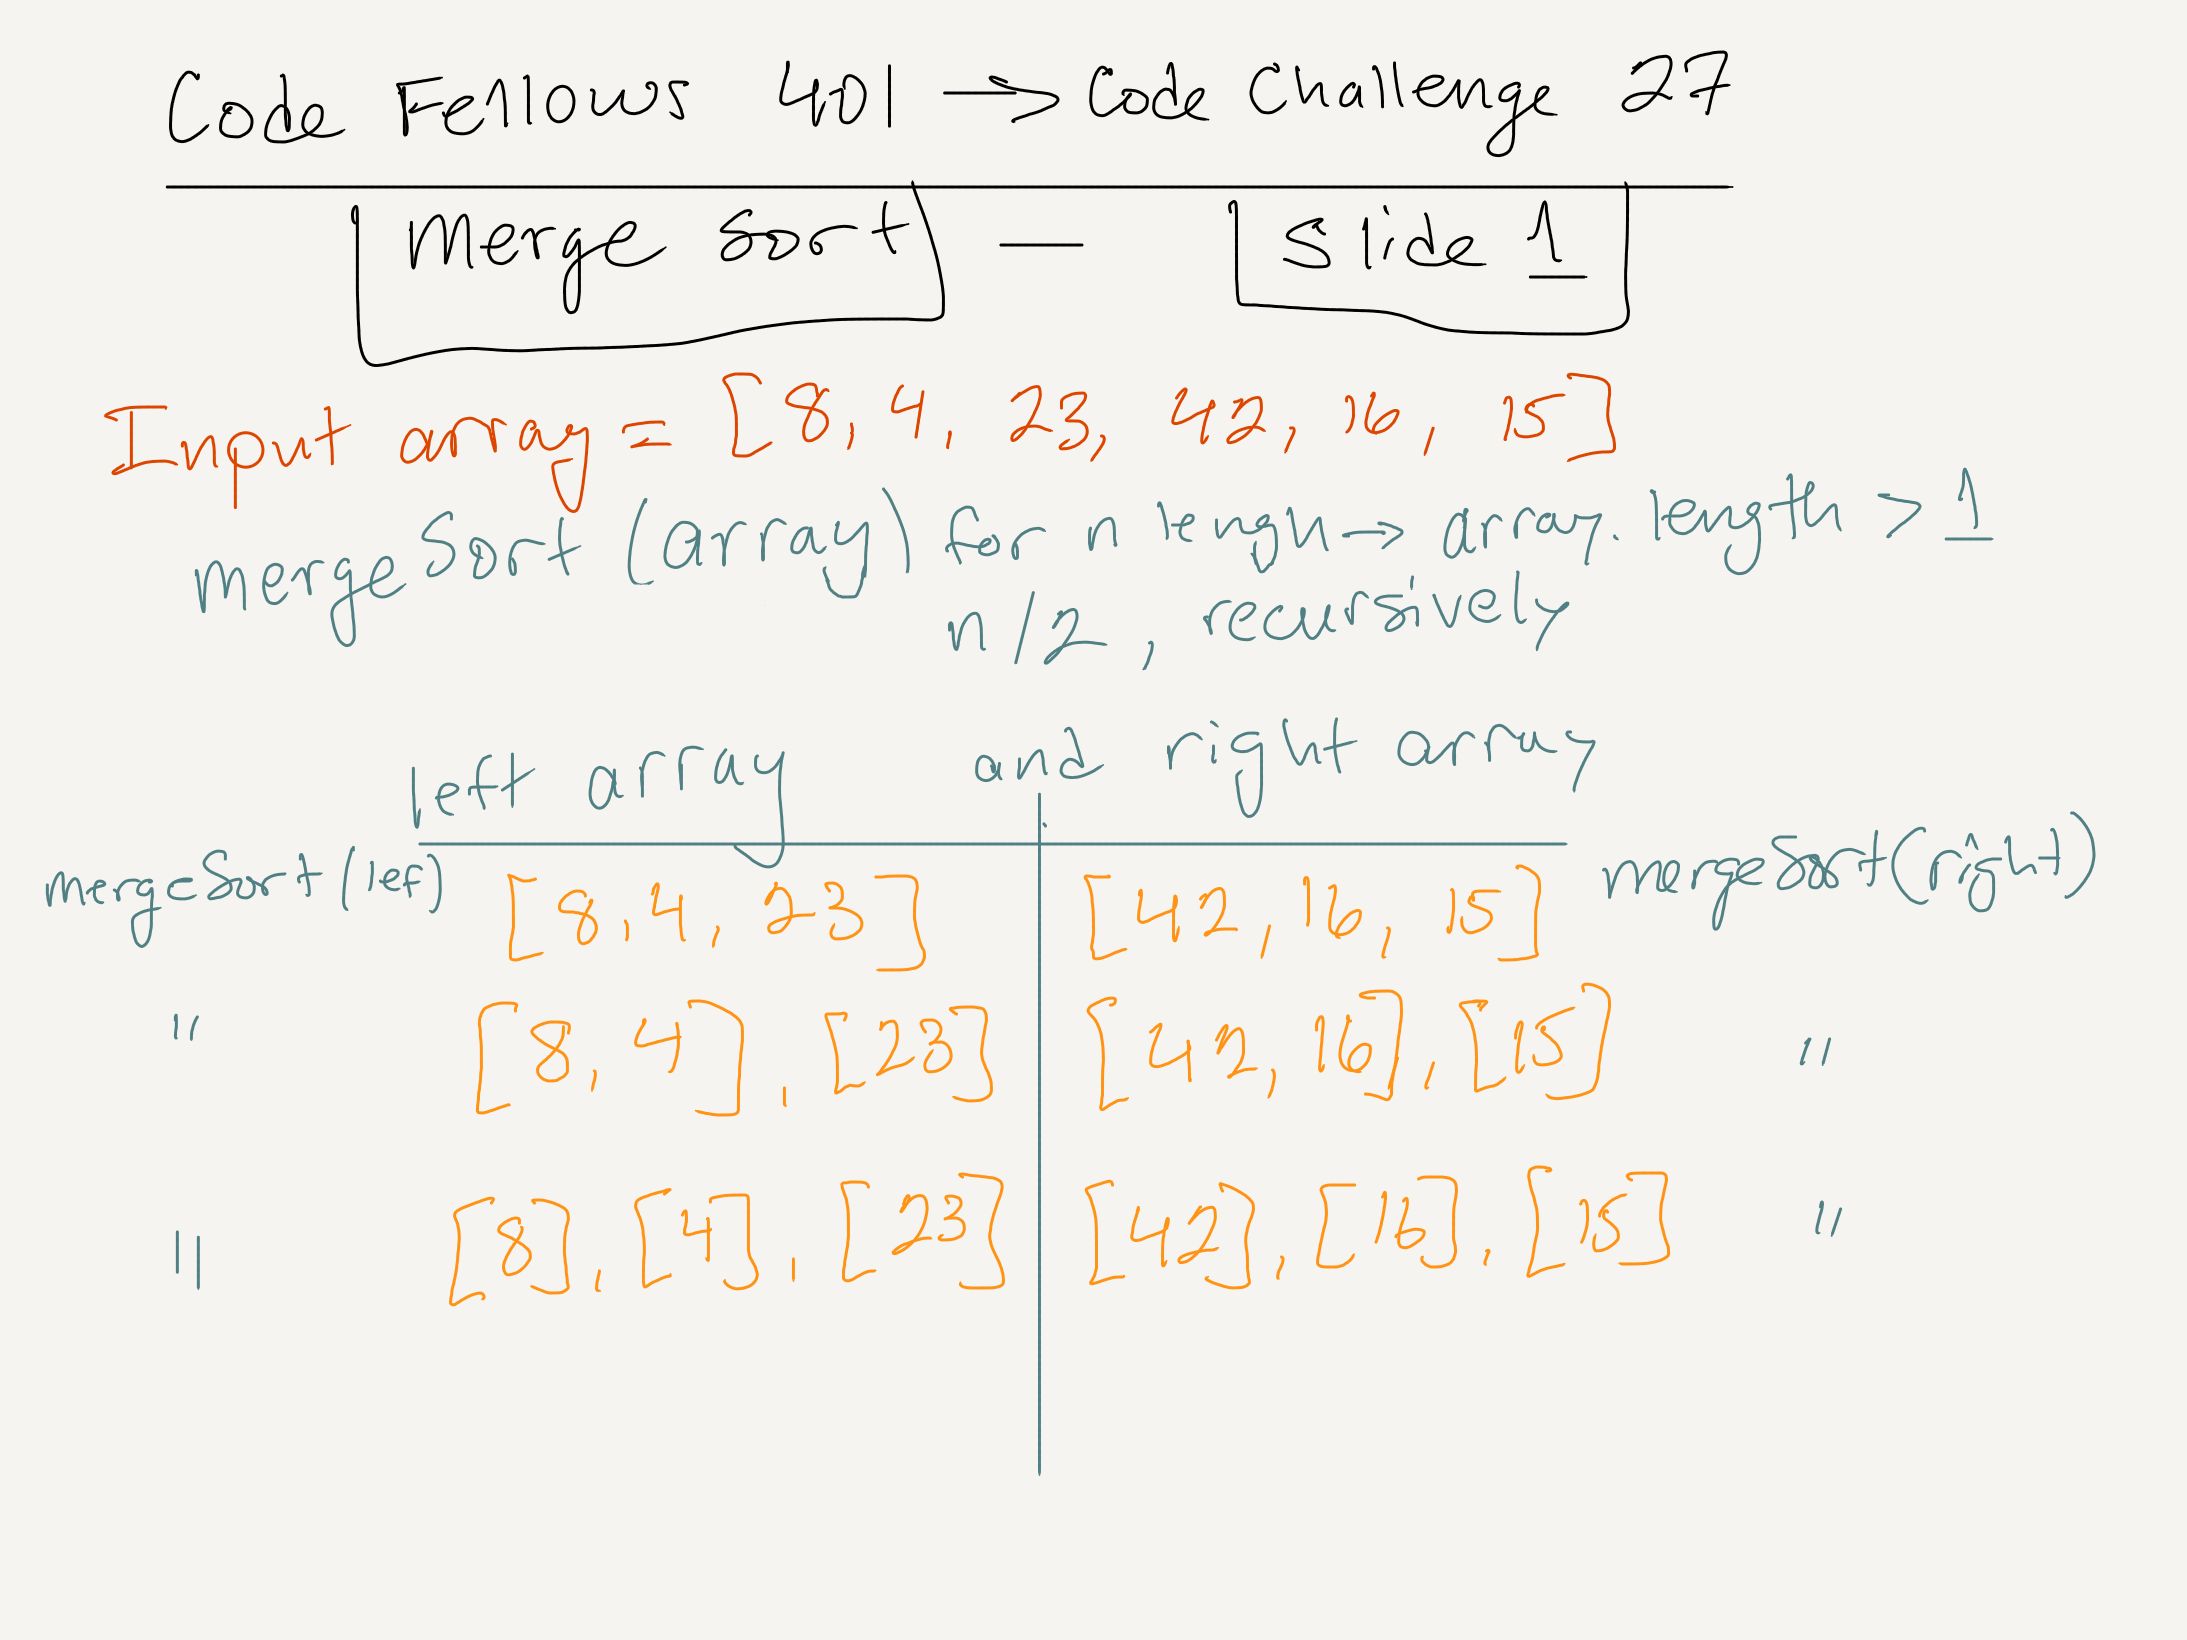 Code Fellows 401 → Code Challenge 27
Merge Sort — Slide 1
Input array = [8, 4, 23, 42, 16, 15]
mergeSort (array) for n lengh → array. length > 1
n/2, recursively
left array and right array
mergeSort (lef) [8, 4, 23] [42, 16, 15] mergeSort(right)
" [8, 4], [23] [42, 16], [15] "
" [8], [4], [23] [42], [16], [15] "